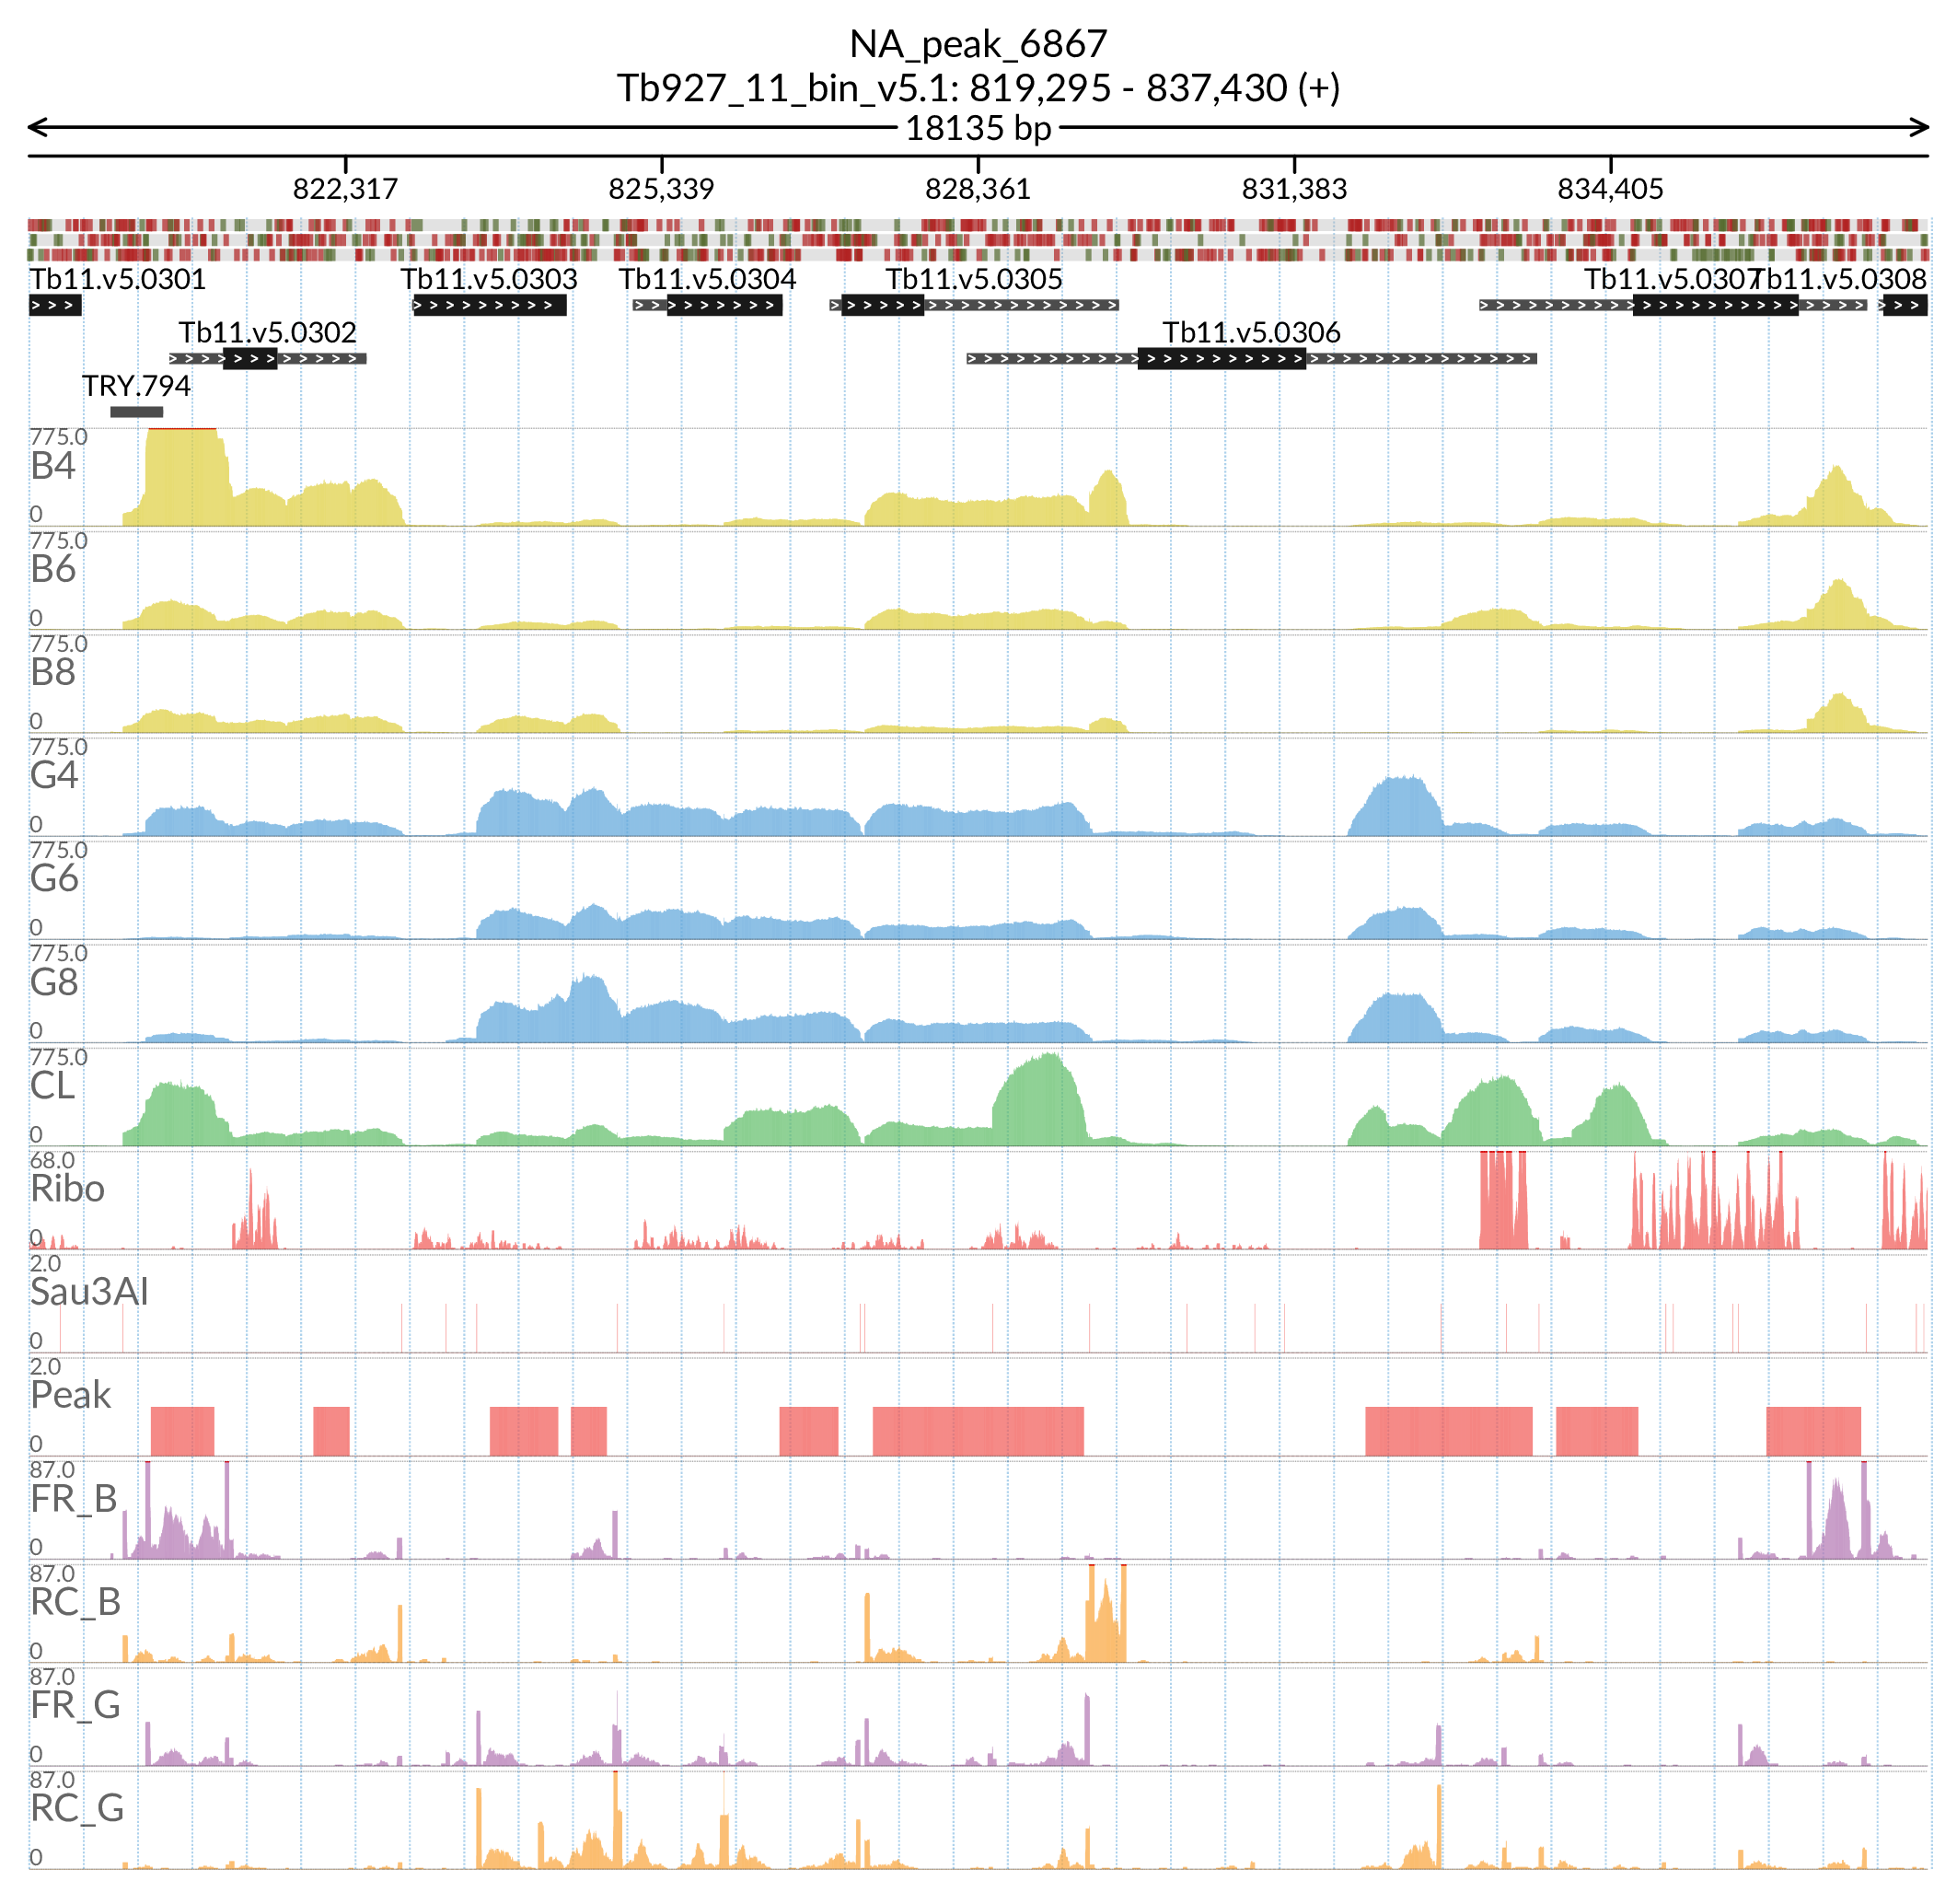 NA_peak_6867
Tb927_11_bin_v5.1: 819,295 - 837,430 (+)
18135 bp
822,317 825,339 828,361 831,383 834,405
Tb11.v5.0301 Tb11.v5.0303 Tb11.v5.0304 Tb11.v5.0305 Tb11.v5.0307 Tb11.v5.0308
Tb11.v5.0302 Tb11.v5.0306
TRY.794
775.0
B4
0
775.0
B6
0
775.0
B8
0
775.0
G4
0
775.0
G6
0
775.0
G8
0
775.0
CL
0
68.0
Ribo
0
2.0
Sau3AI
0
2.0
Peak
0
87.0
FR_B
0
87.0
RC_B
0
87.0
FR_G
0
87.0
RC_G
0